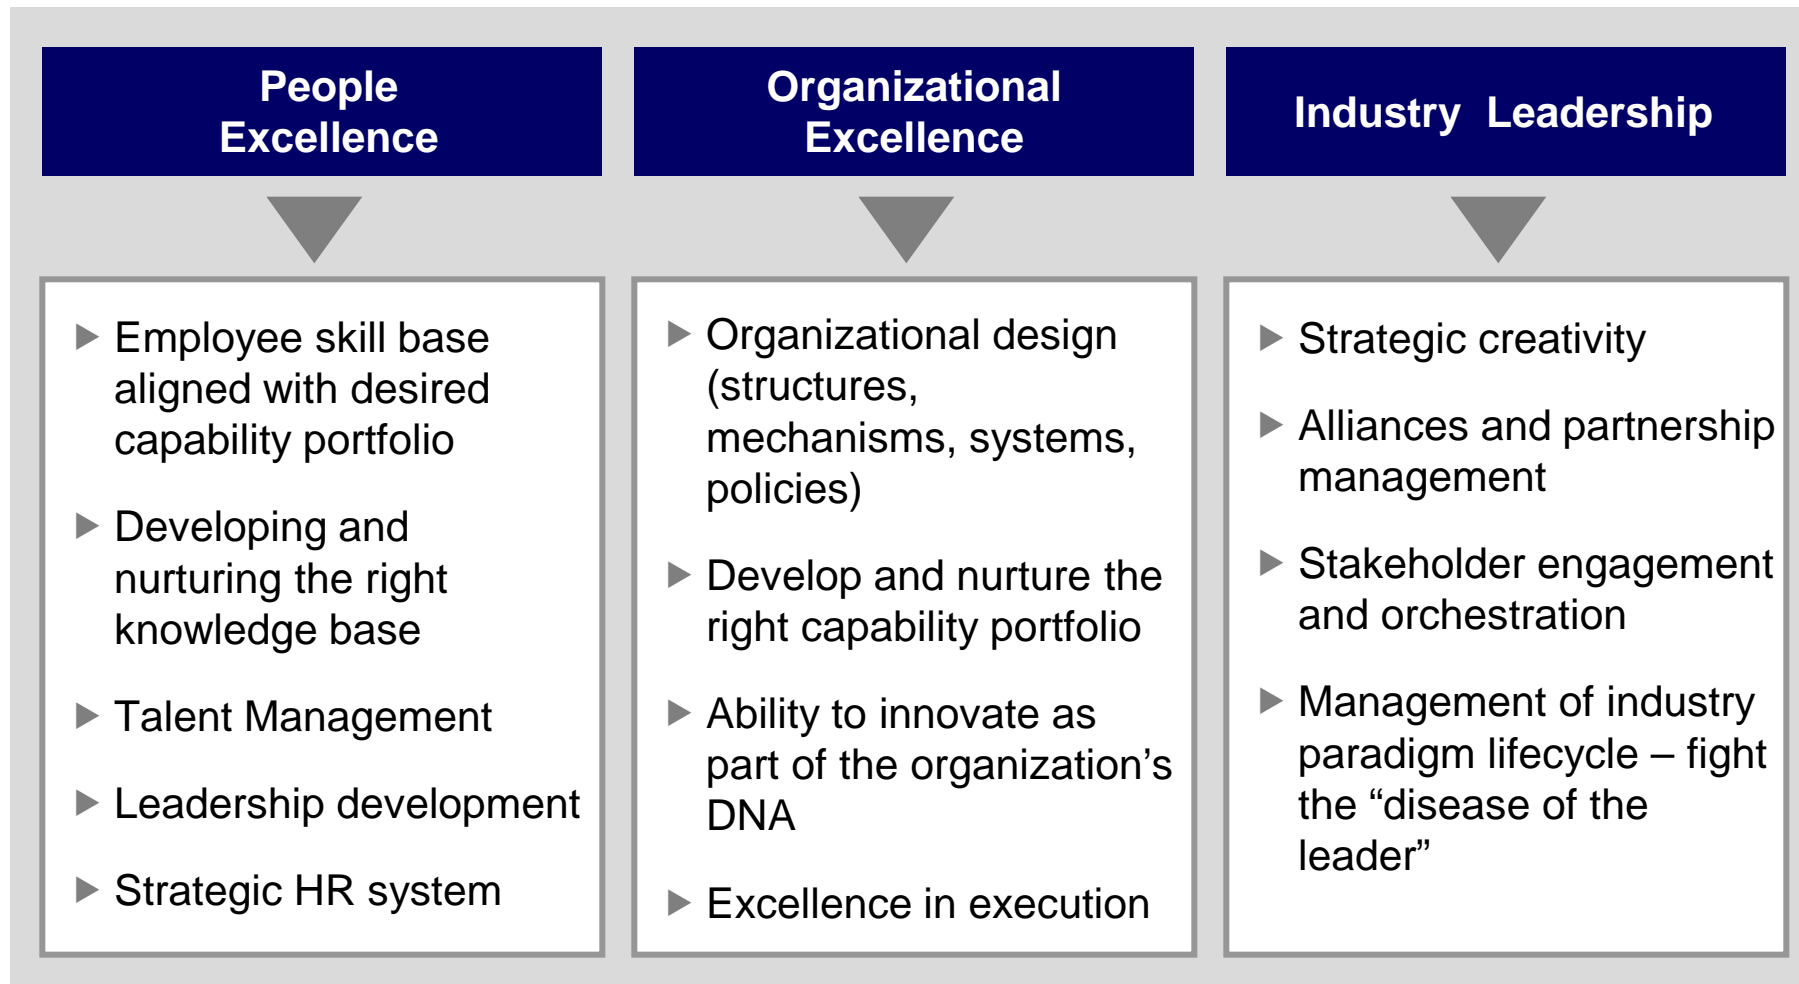 People
Excellence
Employee skill base
aligned with desired
capability portfolio
Developing and
nurturing the right
knowledge base
Talent Management
Leadership development
Strategic HR system
Organizational
Excellence
Organizational design
(structures,
mechanisms, systems,
policies)
Develop and nurture the
right capability portfolio
Ability to innovate as
part of the organization’s
DNA
Excellence in execution
Industry  Leadership
Strategic creativity
Alliances and partnership
management
Stakeholder engagement
and orchestration
Management of industry
paradigm lifecycle – fight
the “disease of the
leader”